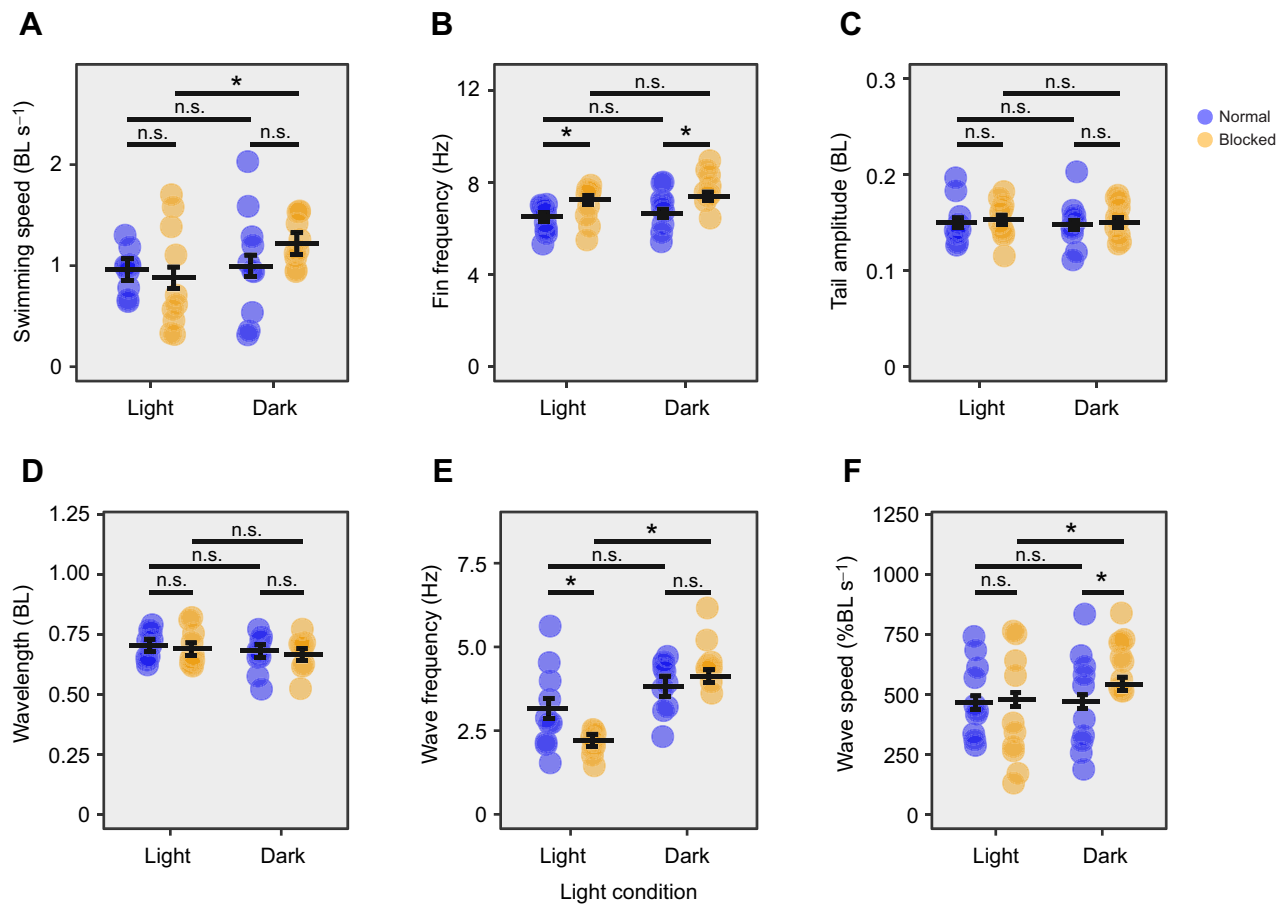 A
Swimming speed (BL s−1)
2
1
0
*
n.s.
n.s.
n.s.
Light
Dark
B
Fin frequency (Hz)
12
8
4
0
n.s.
n.s.
*
*
Light
Dark
C
Tail amplitude (BL)
0.3
0.2
0.1
0
n.s.
n.s.
n.s.
n.s.
Light
Dark
Normal
Blocked
D
Wavelength (BL)
1.25
1.00
0.75
0.50
0.75
0
n.s.
n.s.
n.s.
n.s.
Light
Dark
E
Wave frequency (Hz)
7.5
5.0
2.5
0
*
n.s.
*
n.s.
Light
Dark
Light condition
F
Wave speed (%BL s−1)
1250
1000
750
500
250
0
*
n.s.
n.s.
*
Light
Dark